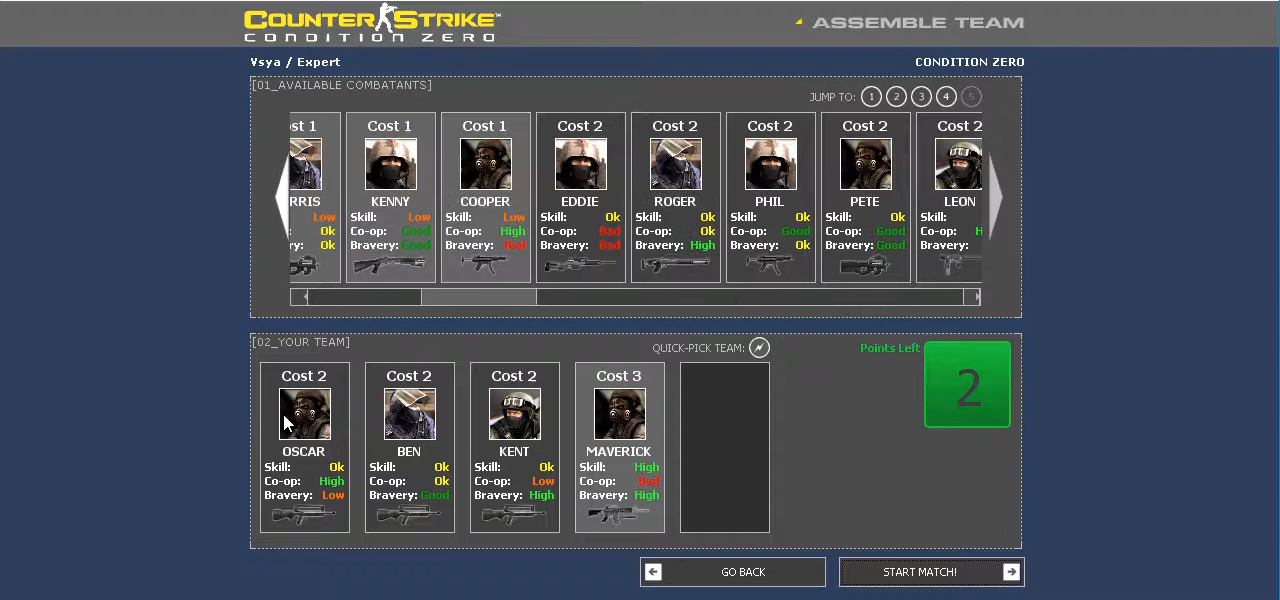 COUNTER STRIKE™
CONDITION ZERO
ASSEMBLE TEAM
Vsya / Expert
CONDITION ZERO
[01_AVAILABLE COMBATANTS]
JUMP TO: 1 2 3 4 5
st 1
RRIS
Low
Ok
ry: Ok
Cost 1
KENNY
Skill: Low
Co-op: Good
Bravery: Good
Cost 1
COOPER
Skill: Low
Co-op: High
Bravery: Bad
Cost 2
EDDIE
Skill: Ok
Co-op: Bad
Bravery: Bad
Cost 2
ROGER
Skill: Ok
Co-op: Ok
Bravery: High
Cost 2
PHIL
Skill: Ok
Co-op: Good
Bravery: Ok
Cost 2
PETE
Skill: Ok
Co-op: Good
Bravery: Good
Cost 2
LEON
Skill:
Co-op: H
Bravery:
[02_YOUR TEAM]
QUICK-PICK TEAM:
Points Left
2
Cost 2
OSCAR
Skill: Ok
Co-op: High
Bravery: Low
Cost 2
BEN
Skill: Ok
Co-op: Ok
Bravery: Good
Cost 2
KENT
Skill: Ok
Co-op: Low
Bravery: High
Cost 3
MAVERICK
Skill: High
Co-op: Bad
Bravery: High
GO BACK
START MATCH!